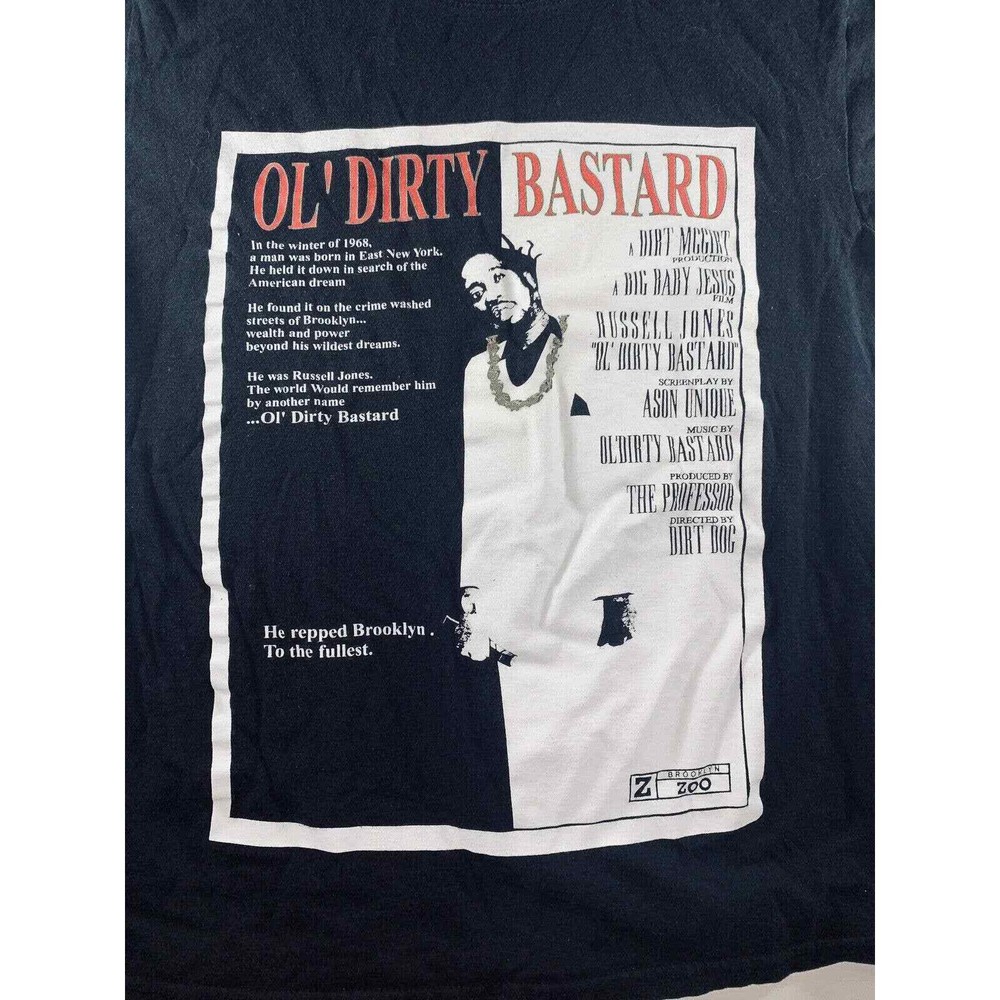 OL' DIRTY BASTARD
In the winter of 1968,
a man was born in East New York.
He held it down in search of the
American dream
He found it on the crime washed
streets of Brooklyn...
wealth and power
beyond his wildest dreams.
He was Russell Jones.
The world Would remember him
by another name
...Ol' Dirty Bastard
He repped Brooklyn .
To the fullest.
A DIRT MCGIRT
PRODUCTION
A BIG BABY JESUS
FILM
RUSSELL JONES
"OL' DIRTY BASTARD"
SCREENPLAY BY
ASON UNIQUE
MUSIC BY
OL'DIRTY BASTARD
PRODUCED BY
THE PROFESSOR
DIRECTED BY
DIRT DOG
Z BROOKLYN
ZOO